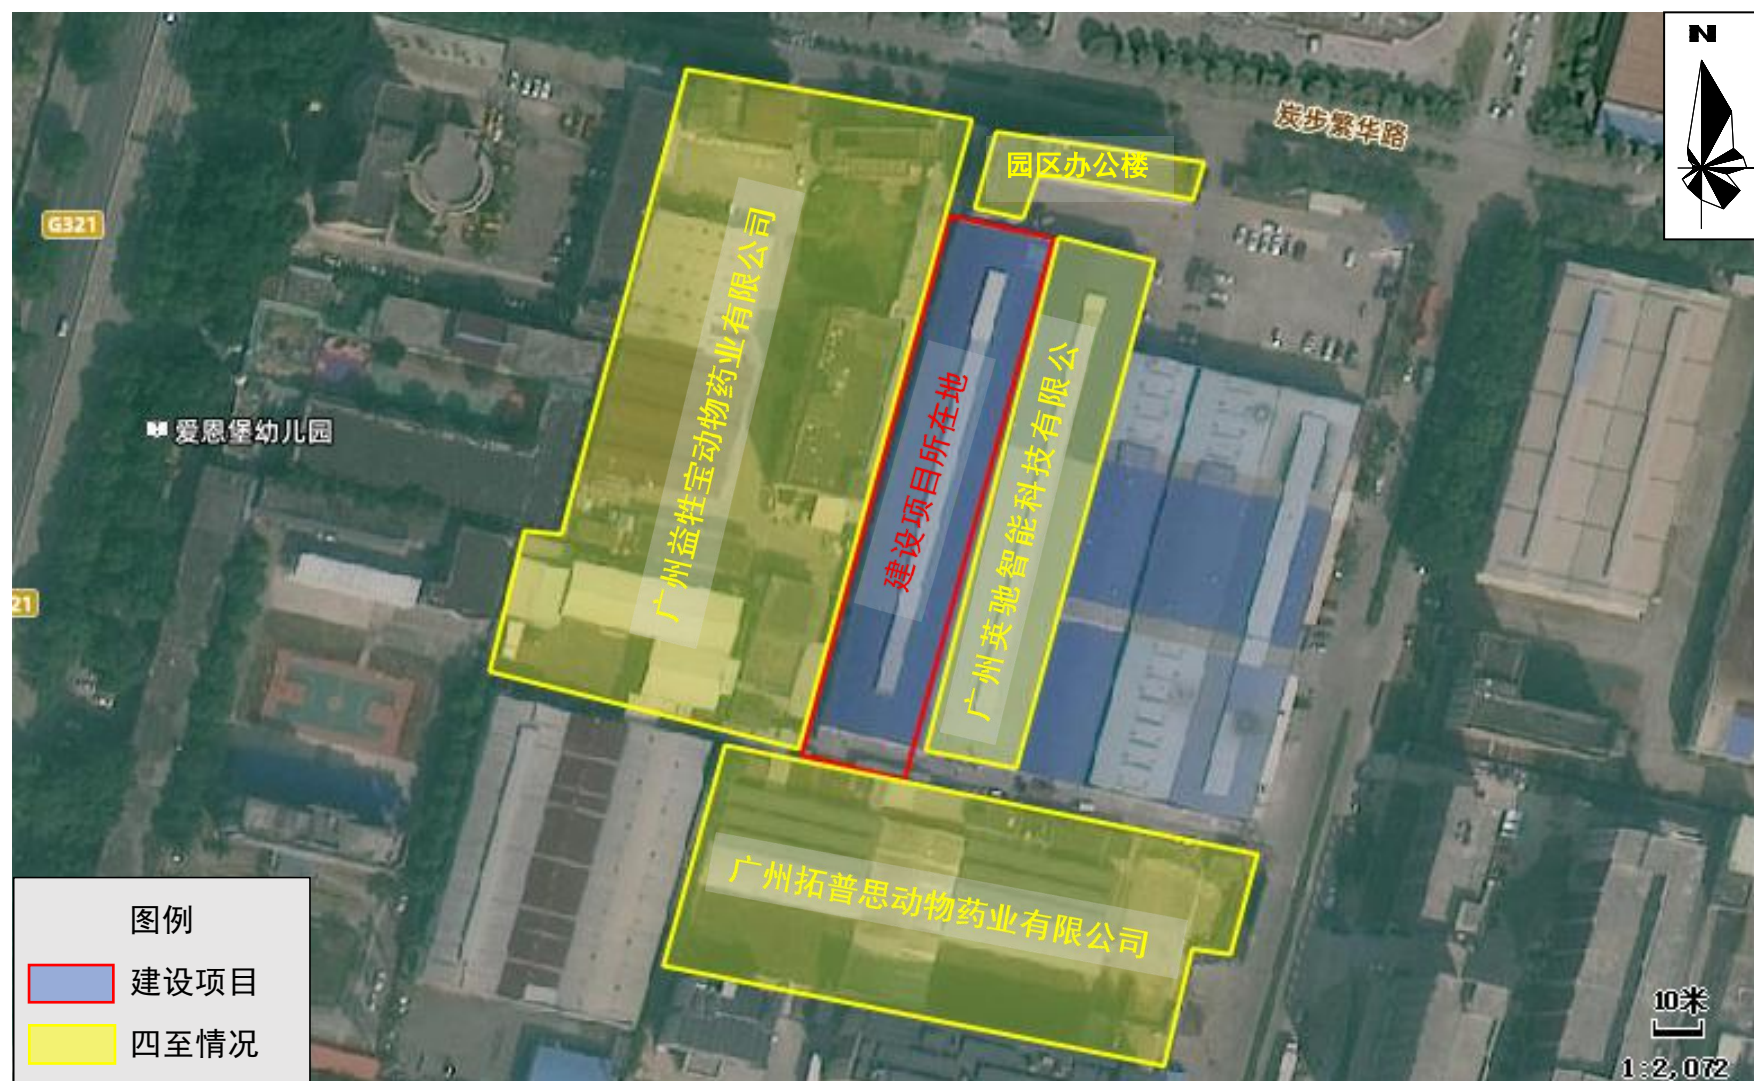 N
炭步繁华路
园区办公楼
G321
广州益牲宝动物药业有限公司
建设项目所在地
广州英驰智能科技有限公
爱恩堡幼儿园
21
广州拓普思动物药业有限公司
图例
建设项目
四至情况
10米
1:2,072